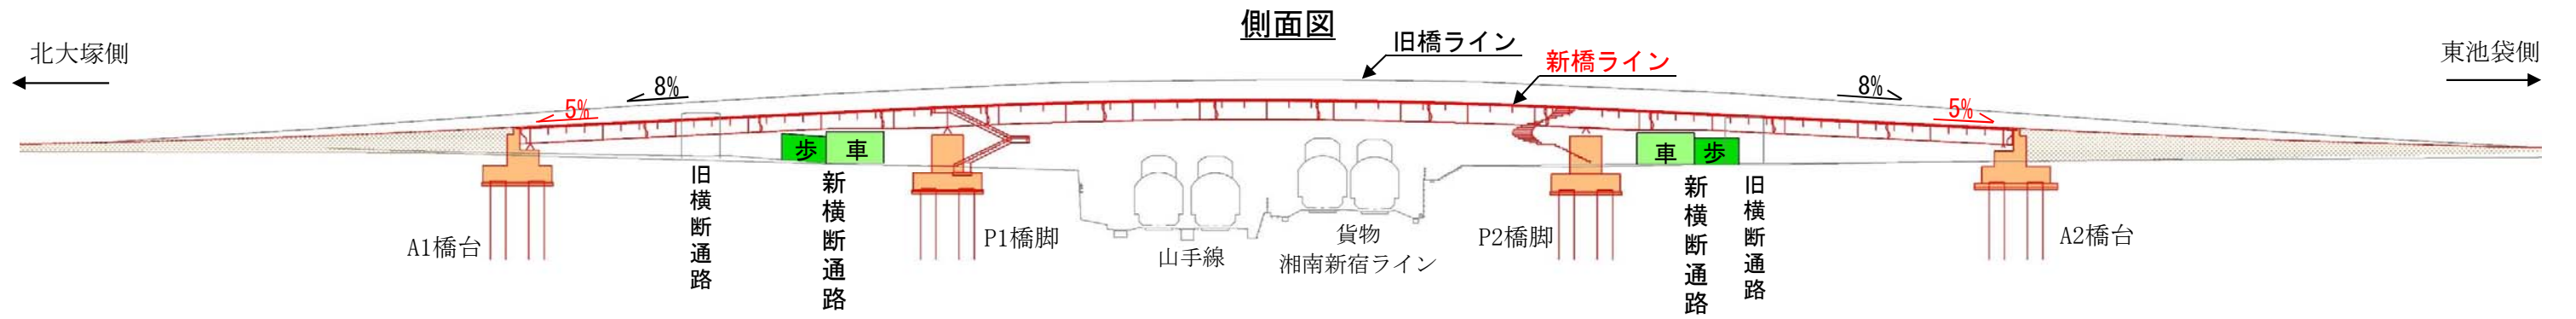 側面図
北大塚側
旧橋ライン
新橋ライン
東池袋側
8%
5%
8%
5%
歩
車
車
歩
旧横断通路
新横断通路
新横断通路
旧横断通路
A1橋台
P1橋脚
山手線
貨物
湘南新宿ライン
P2橋脚
A2橋台